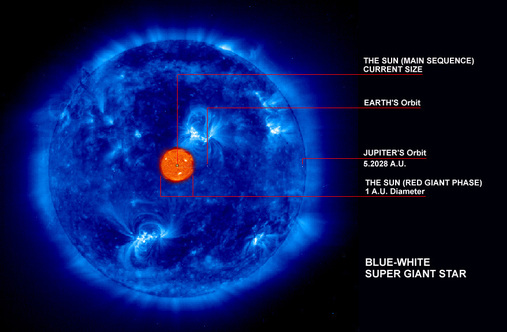 THE SUN (MAIN SEQUENCE)
CURRENT SIZE
EARTH'S Orbit
JUPITER'S Orbit
5.2028 A.U.
THE SUN (RED GIANT PHASE)
1 A.U. Diameter
BLUE-WHITE
SUPER GIANT STAR